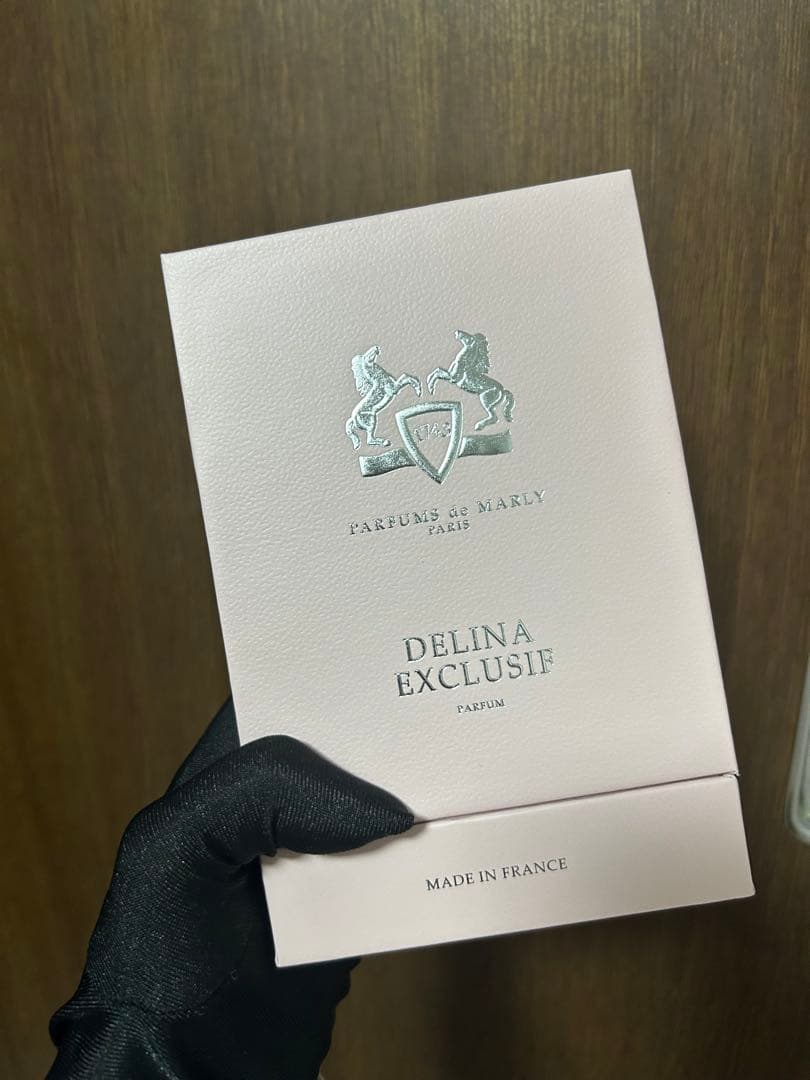 1743
PARFUMS de MARLY
PARIS
DELINA
EXCLUSIF
PARFUM
MADE IN FRANCE